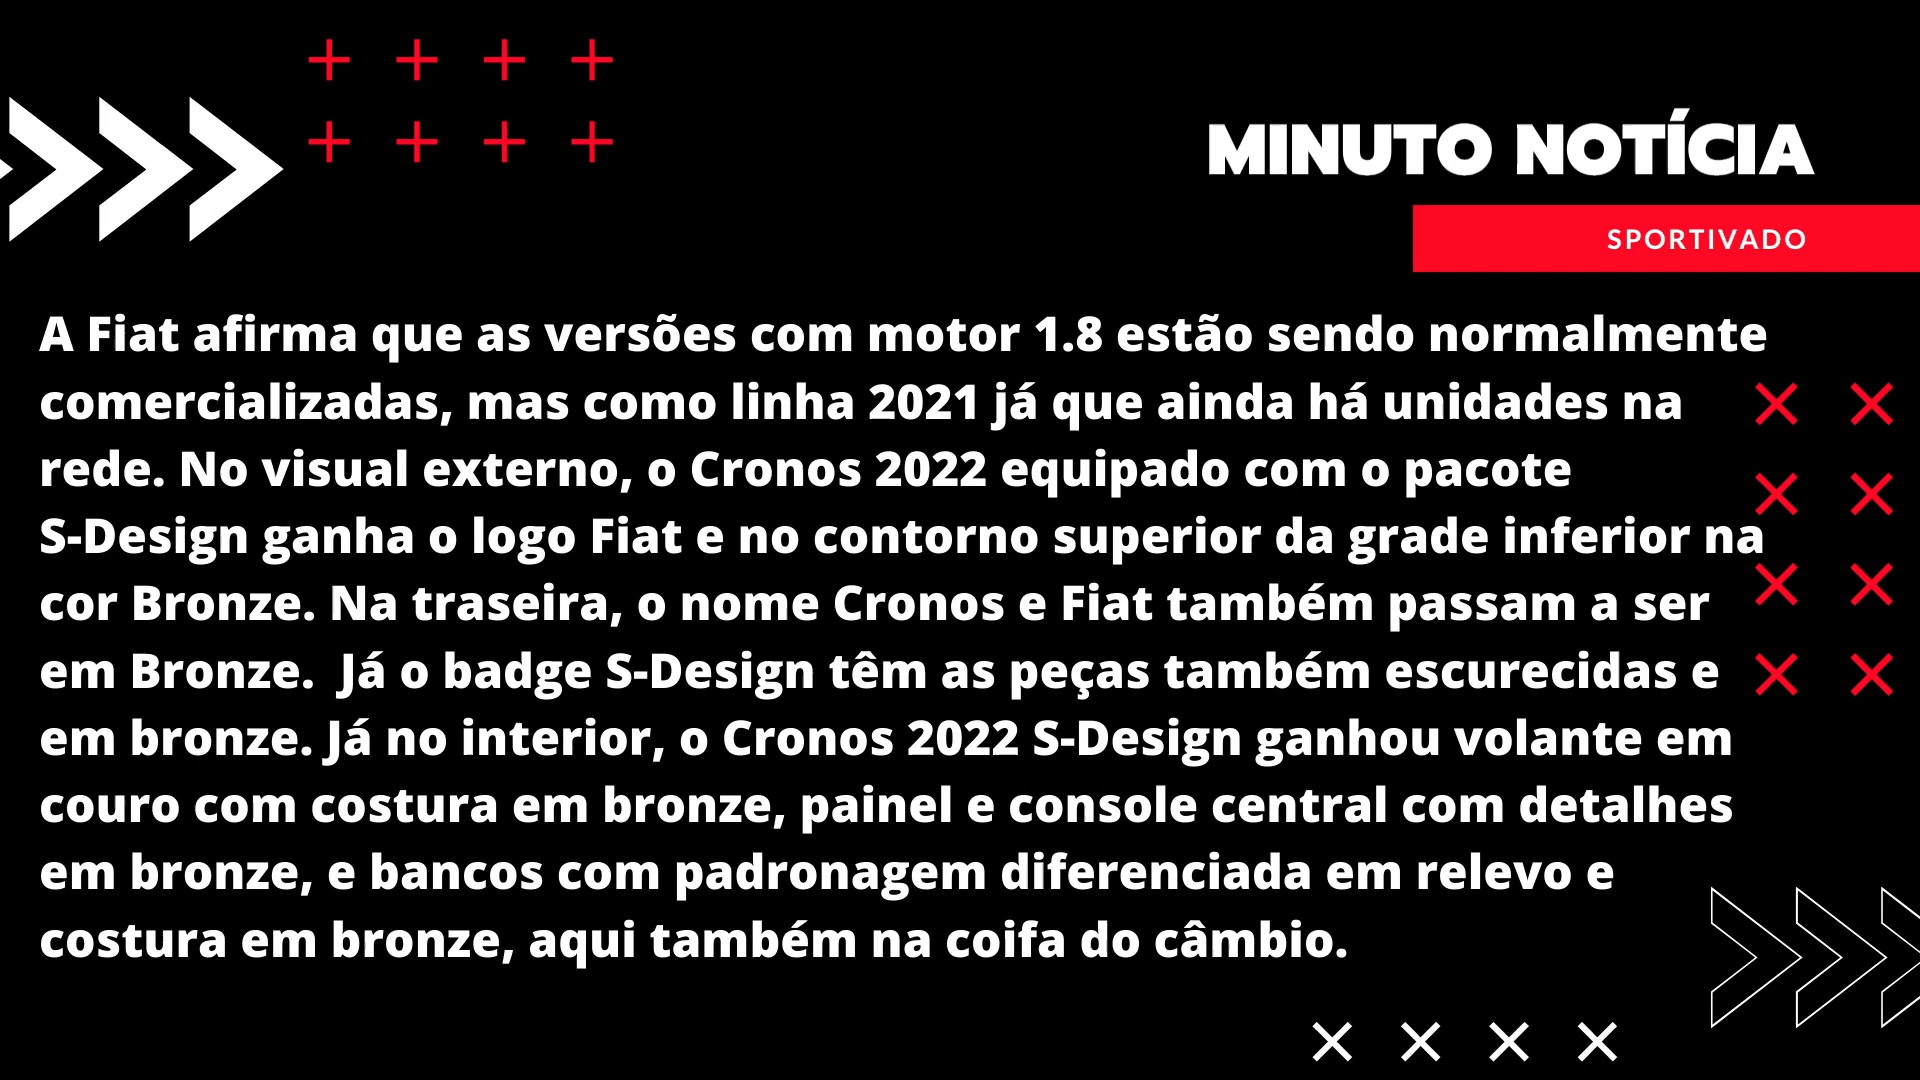 MINUTO NOTÍCIA
SPORTIVADO
A Fiat afirma que as versões com motor 1.8 estão sendo normalmente
comercializadas, mas como linha 2021 já que ainda há unidades na
rede. No visual externo, o Cronos 2022 equipado com o pacote
S-Design ganha o logo Fiat e no contorno superior da grade inferior na
cor Bronze. Na traseira, o nome Cronos e Fiat também passam a ser
em Bronze.  Já o badge S-Design têm as peças também escurecidas e
em bronze. Já no interior, o Cronos 2022 S-Design ganhou volante em
couro com costura em bronze, painel e console central com detalhes
em bronze, e bancos com padronagem diferenciada em relevo e
costura em bronze, aqui também na coifa do câmbio.